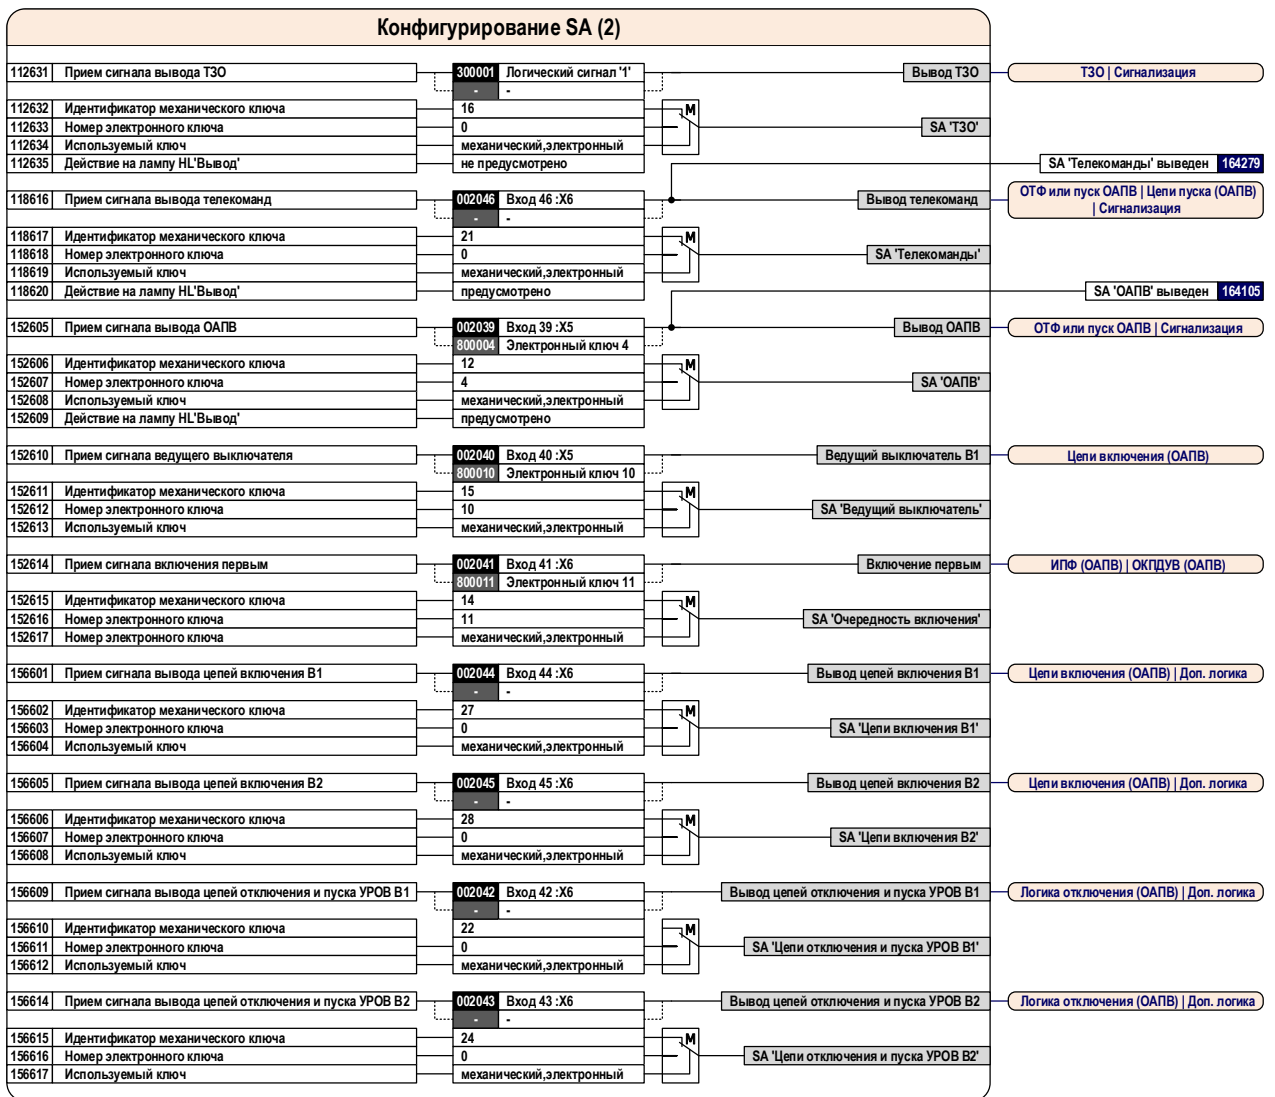 Конфигурирование SA (2)
112631 Прием сигнала вывода ТЗО 300001 Логический сигнал '1' Вывод ТЗО ТЗО | Сигнализация
- -
112632 Идентификатор механического ключа 16 М
112633 Номер электронного ключа 0 SA 'ТЗО'
112634 Используемый ключ механический,электронный
112635 Действие на лампу HL'Вывод' не предусмотрено SA 'Телекоманды' выведен 164279
118616 Прием сигнала вывода телекоманд 002046 Вход 46 :X6 Вывод телекоманд ОТФ или пуск ОАПВ | Цепи пуска (ОАПВ)
| Сигнализация
- -
118617 Идентификатор механического ключа 21 М
118618 Номер электронного ключа 0 SA 'Телекоманды'
118619 Используемый ключ механический,электронный
118620 Действие на лампу HL'Вывод' предусмотрено SA 'ОАПВ' выведен 164105
152605 Прием сигнала вывода ОАПВ 002039 Вход 39 :X5 Вывод ОАПВ ОТФ или пуск ОАПВ | Сигнализация
800004 Электронный ключ 4
152606 Идентификатор механического ключа 12 М
152607 Номер электронного ключа 4 SA 'ОАПВ'
152608 Используемый ключ механический,электронный
152609 Действие на лампу HL'Вывод' предусмотрено
152610 Прием сигнала ведущего выключателя 002040 Вход 40 :X5 Ведущий выключатель В1 Цепи включения (ОАПВ)
800010 Электронный ключ 10
152611 Идентификатор механического ключа 15 М
152612 Номер электронного ключа 10 SA 'Ведущий выключатель'
152613 Используемый ключ механический,электронный
152614 Прием сигнала включения первым 002041 Вход 41 :X6 Включение первым ИПФ (ОАПВ) | ОКПДУВ (ОАПВ)
800011 Электронный ключ 11
152615 Идентификатор механического ключа 14 М
152616 Номер электронного ключа 11 SA 'Очередность включения'
152617 Номер электронного ключа механический,электронный
156601 Прием сигнала вывода цепей включения В1 002044 Вход 44 :X6 Вывод цепей включения В1 Цепи включения (ОАПВ) | Доп. логика
- -
156602 Идентификатор механического ключа 27 М
156603 Номер электронного ключа 0 SA 'Цепи включения В1'
156604 Используемый ключ механический,электронный
156605 Прием сигнала вывода цепей включения В2 002045 Вход 45 :X6 Вывод цепей включения В2 Цепи включения (ОАПВ) | Доп. логика
- -
156606 Идентификатор механического ключа 28 М
156607 Номер электронного ключа 0 SA 'Цепи включения В2'
156608 Используемый ключ механический,электронный
156609 Прием сигнала вывода цепей отключения и пуска УРОВ В1 002042 Вход 42 :X6 Вывод цепей отключения и пуска УРОВ В1 Логика отключения (ОАПВ) | Доп. логика
- -
156610 Идентификатор механического ключа 22 М
156611 Номер электронного ключа 0 SA 'Цепи отключения и пуска УРОВ В1'
156612 Используемый ключ механический,электронный
156614 Прием сигнала вывода цепей отключения и пуска УРОВ В2 002043 Вход 43 :X6 Вывод цепей отключения и пуска УРОВ В2 Логика отключения (ОАПВ) | Доп. логика
- -
156615 Идентификатор механического ключа 24 М
156616 Номер электронного ключа 0 SA 'Цепи отключения и пуска УРОВ В2'
156617 Используемый ключ механический,электронный